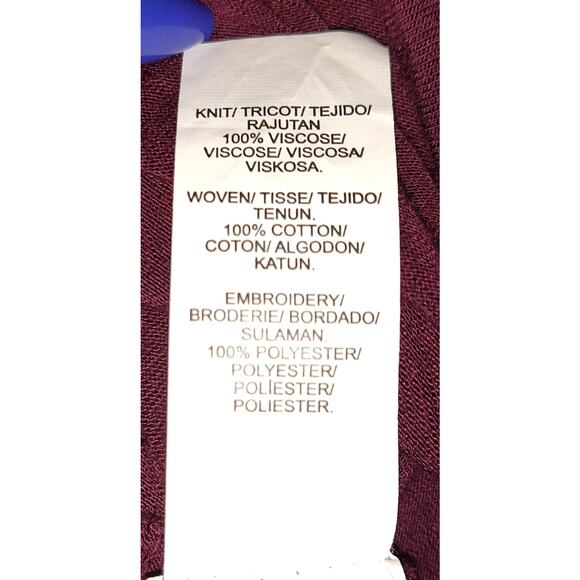 KNIT/ TRICOT/ TEJIDO/
RAJUTAN
100% VISCOSE/
VISCOSE/ VISCOSA/
VISKOSA.
WOVEN/ TISSE/ TEJIDO/
TENUN.
100% COTTON/
COTON/ ALGODON/
KATUN.
EMBROIDERY/
BRODERIE/ BORDADO/
SULAMAN.
100% POLYESTER/
POLYESTER/
POLÍESTER/
POLIESTER.